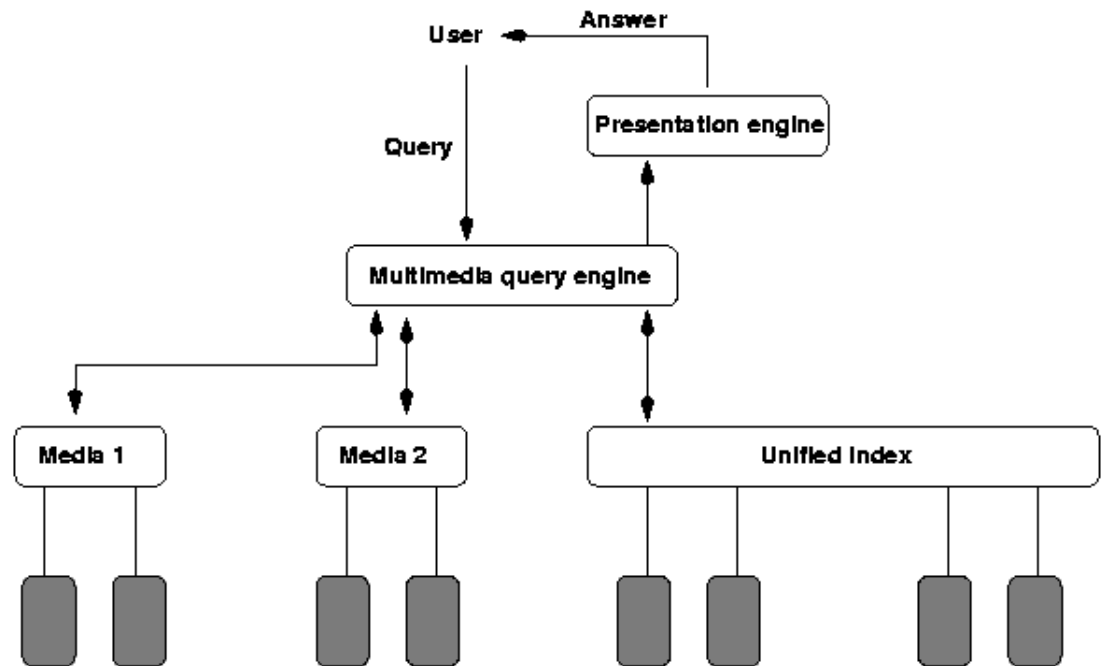 Answer
User
Presentation engine
Query
Multimedia query engine
Media 1
Media 2
Unified index